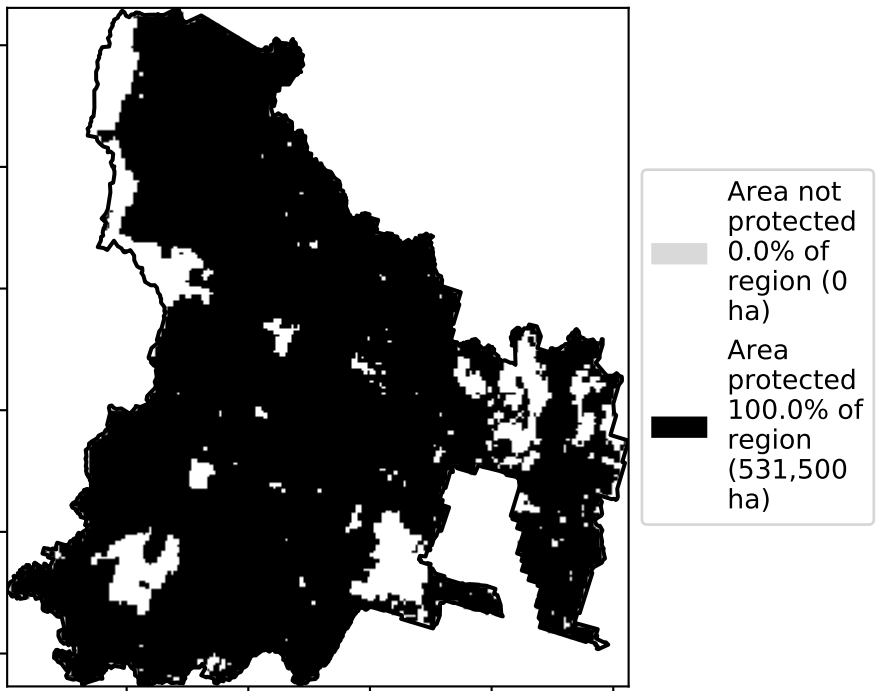 Area not
protected
0.0% of
region (0
ha)
Area
protected
100.0% of
region
(531,500
ha)